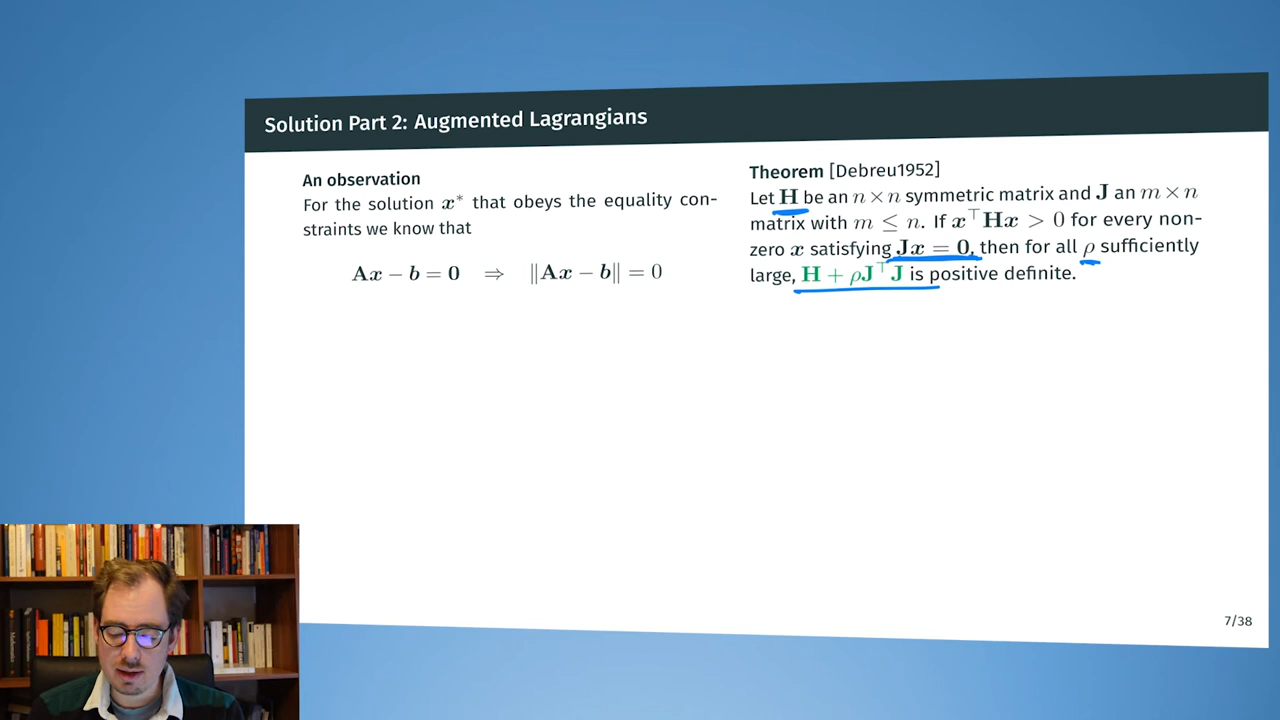 Solution Part 2: Augmented Lagrangians
An observation
For the solution x* that obeys the equality con-
straints we know that
Ax − b = 0 ⇒ ‖Ax − b‖ = 0
Theorem [Debreu1952]
Let H be an n × n symmetric matrix and J an m × n
matrix with m ≤ n. If x⊤Hx > 0 for every non-
zero x satisfying Jx = 0, then for all ρ sufficiently
large, H + ρJ⊤J is positive definite.
7/38